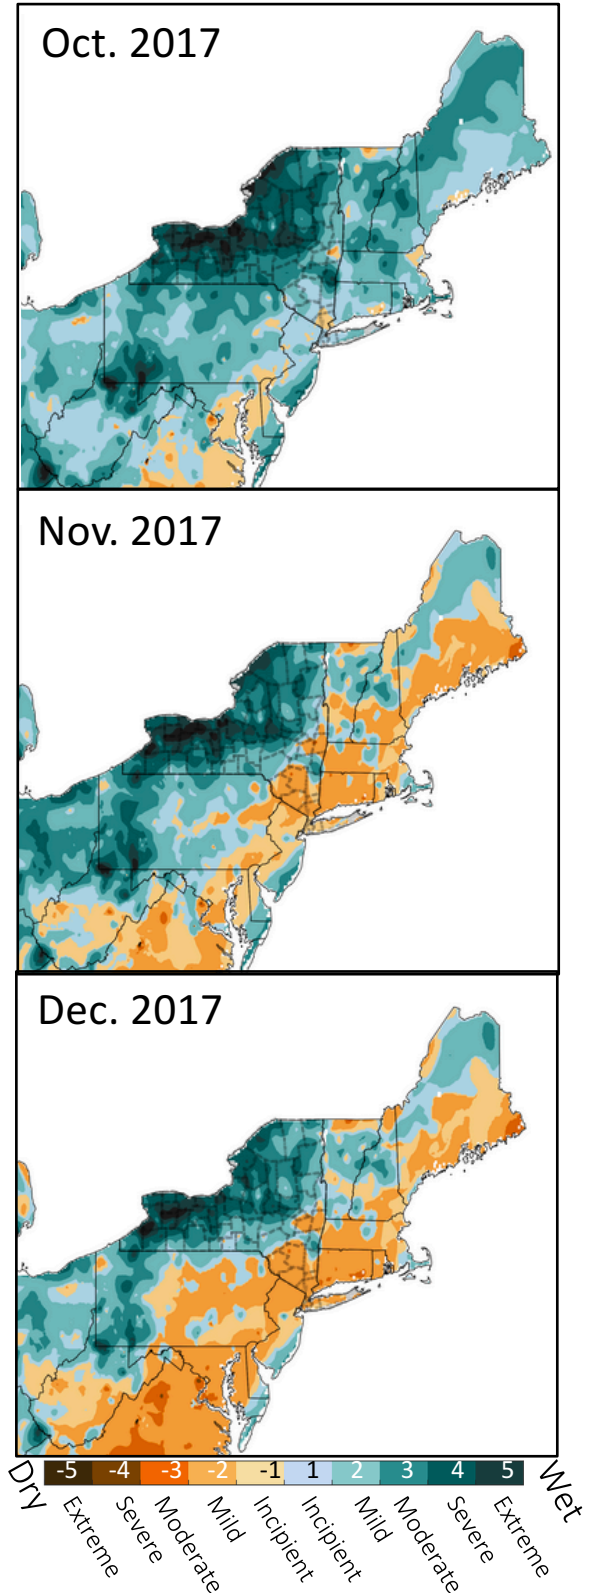 Oct. 2017
Nov. 2017
Dec. 2017
Dry -5 -4 -3 -2 -1 1 2 3 4 5 Wet
Extreme Severe Moderate Mild Incipient Incipient Mild Moderate Severe Extreme